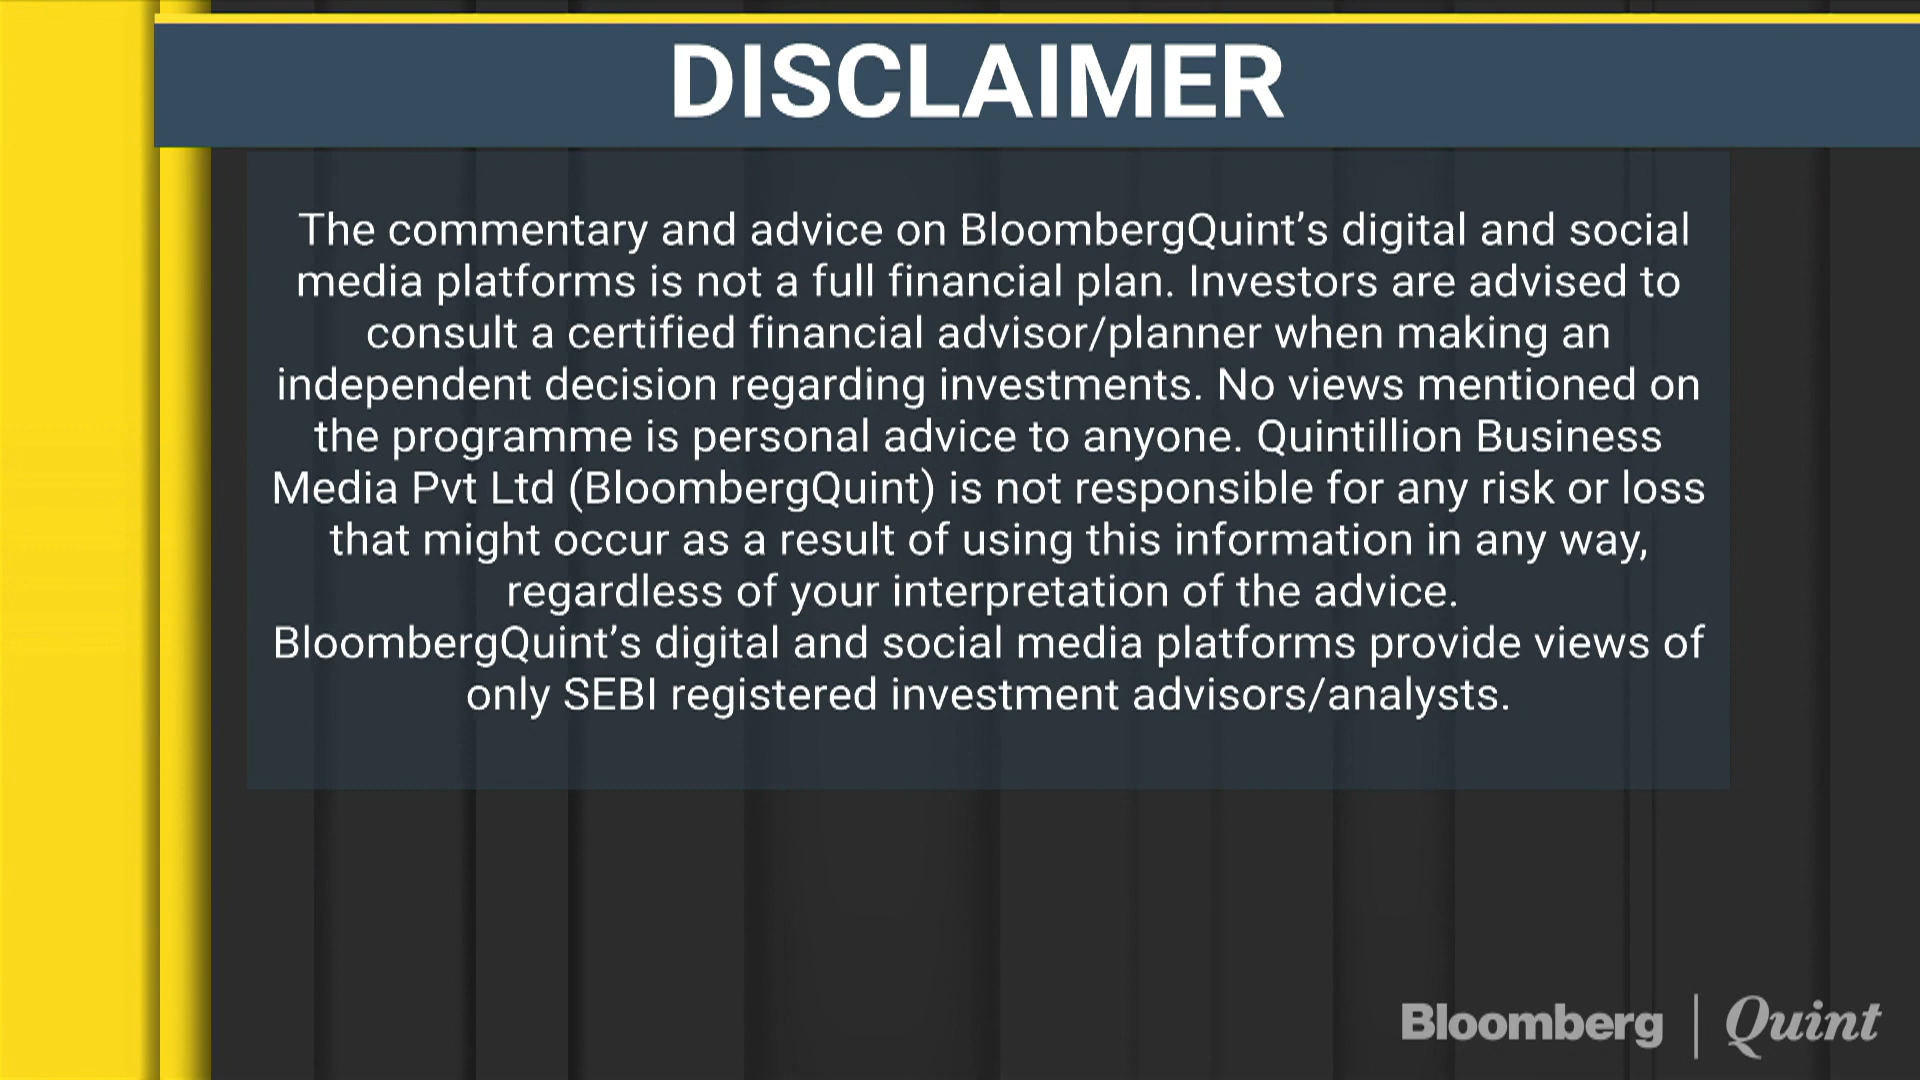 DISCLAIMER
The commentary and advice on BloombergQuint’s digital and social
media platforms is not a full financial plan. Investors are advised to
consult a certified financial advisor/planner when making an
independent decision regarding investments. No views mentioned on
the programme is personal advice to anyone. Quintillion Business
Media Pvt Ltd (BloombergQuint) is not responsible for any risk or loss
that might occur as a result of using this information in any way,
regardless of your interpretation of the advice.
BloombergQuint’s digital and social media platforms provide views of
only SEBI registered investment advisors/analysts.
Bloomberg | Quint